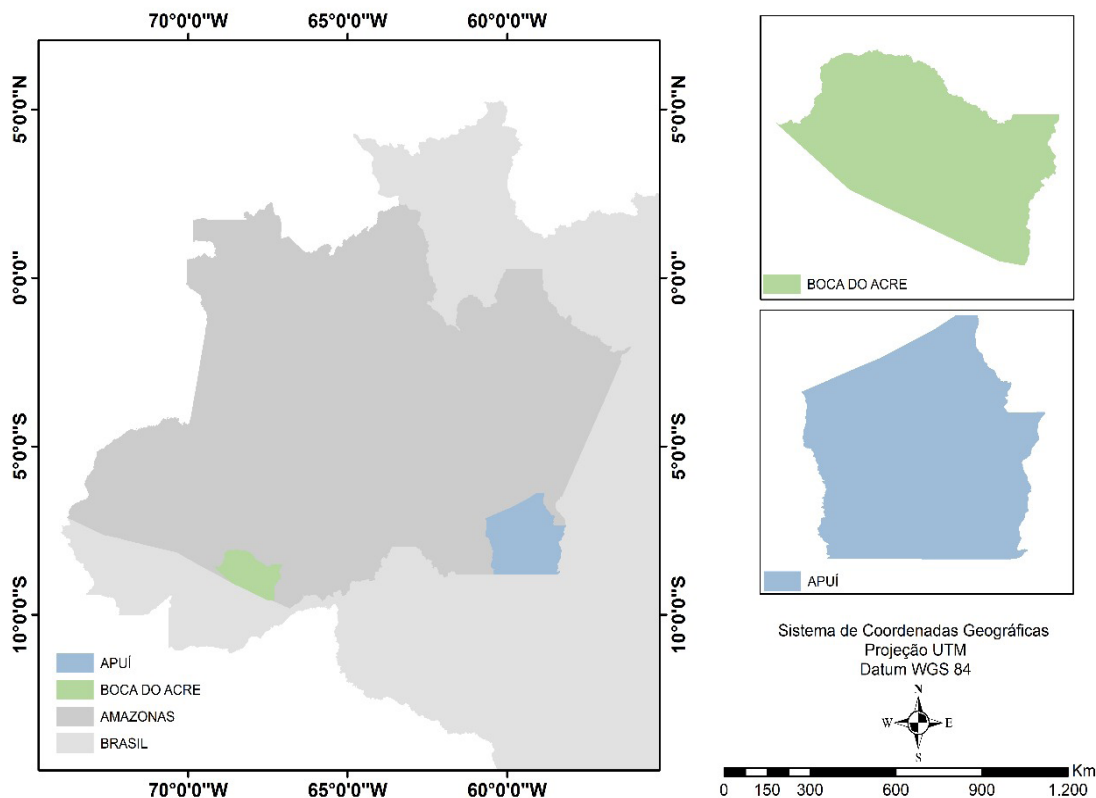 70°0'0"W 65°0'0"W 60°0'0"W
5°0'0"N
0°0'0"
5°0'0"S
10°0'0"S
5°0'0"N
0°0'0"
5°0'0"S
10°0'0"S
APUÍ
BOCA DO ACRE
AMAZONAS
BRASIL
70°0'0"W 65°0'0"W 60°0'0"W
BOCA DO ACRE
APUÍ
Sistema de Coordenadas Geográficas
Projeção UTM
Datum WGS 84
N
W E
S
Km
0 150 300 600 900 1.200